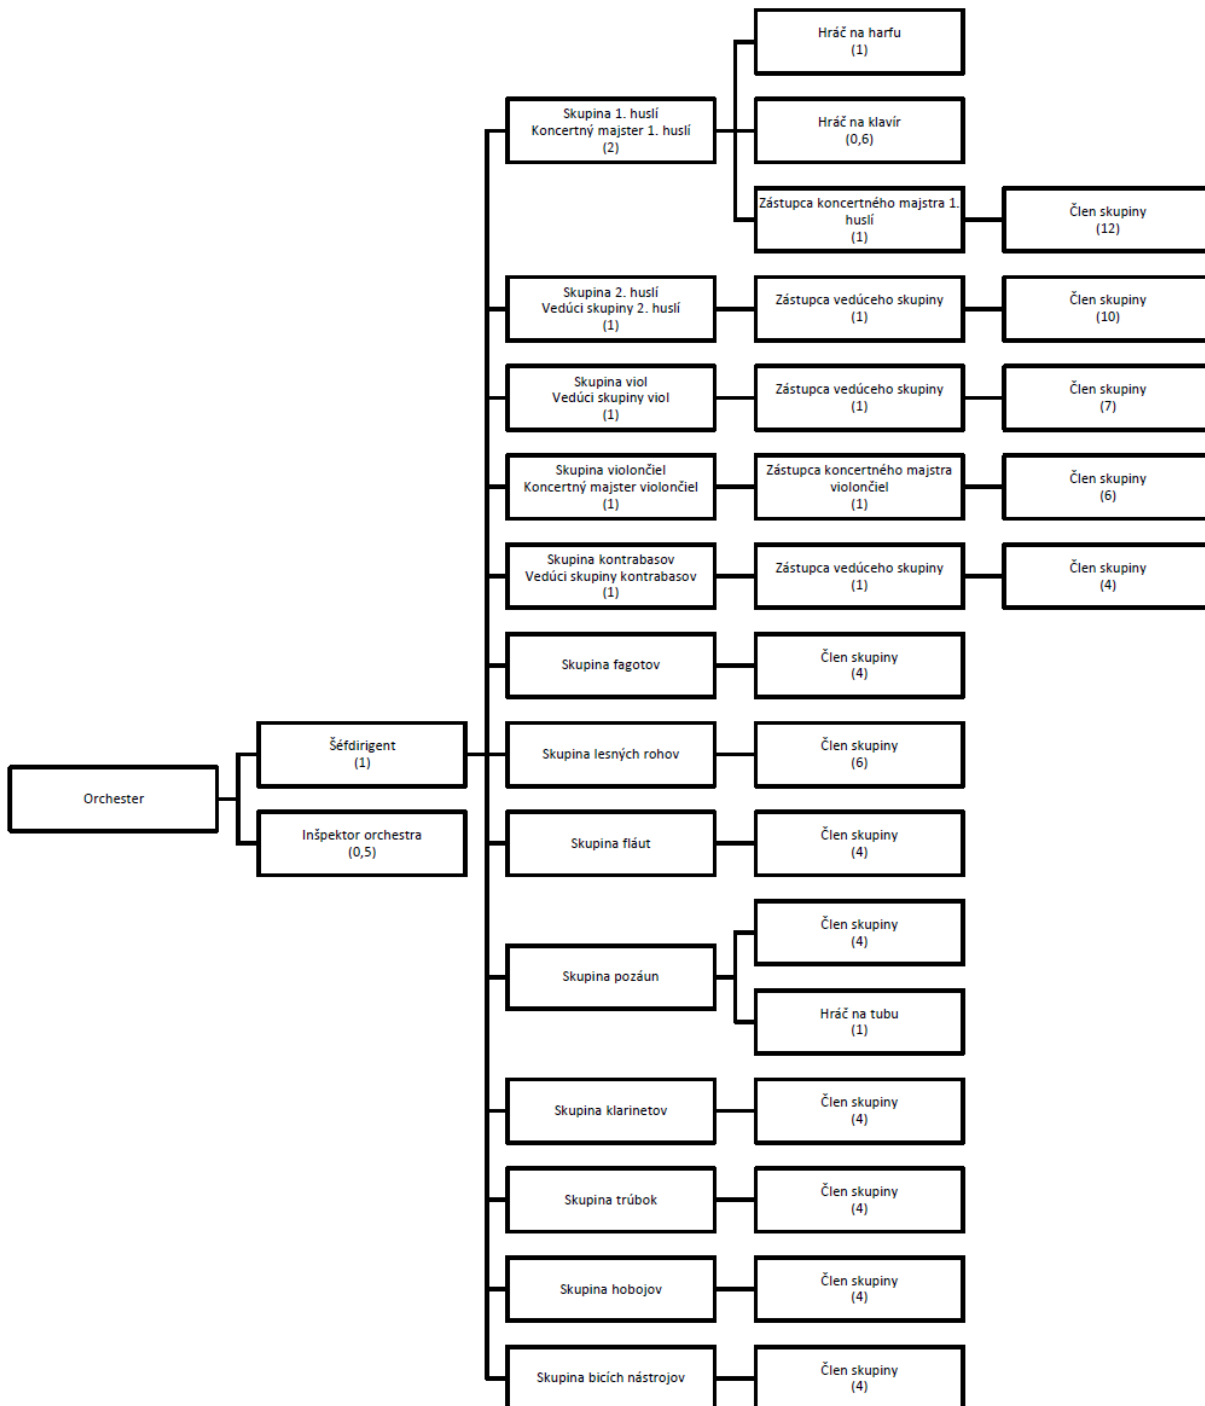 Hráč na harfu
(1)
Skupina 1. huslí
Koncertný majster 1. huslí
(2)
Hráč na klavír
(0,6)
Zástupca koncertného majstra 1.
huslí
(1)
Člen skupiny
(12)
Skupina 2. huslí
Vedúci skupiny 2. huslí
(1)
Zástupca vedúceho skupiny
(1)
Člen skupiny
(10)
Skupina viol
Vedúci skupiny viol
(1)
Zástupca vedúceho skupiny
(1)
Člen skupiny
(7)
Skupina violončiel
Koncertný majster violončiel
(1)
Zástupca koncertného majstra
violončiel
(1)
Člen skupiny
(6)
Skupina kontrabasov
Vedúci skupiny kontrabasov
(1)
Zástupca vedúceho skupiny
(1)
Člen skupiny
(4)
Skupina fagotov
Člen skupiny
(4)
Šéfdirigent
(1)
Skupina lesných rohov
Člen skupiny
(6)
Orchester
Inšpektor orchestra
(0,5)
Skupina fláut
Člen skupiny
(4)
Skupina pozáun
Člen skupiny
(4)
Hráč na tubu
(1)
Skupina klarinetov
Člen skupiny
(4)
Skupina trúbok
Člen skupiny
(4)
Skupina hobojov
Člen skupiny
(4)
Skupina bicích nástrojov
Člen skupiny
(4)